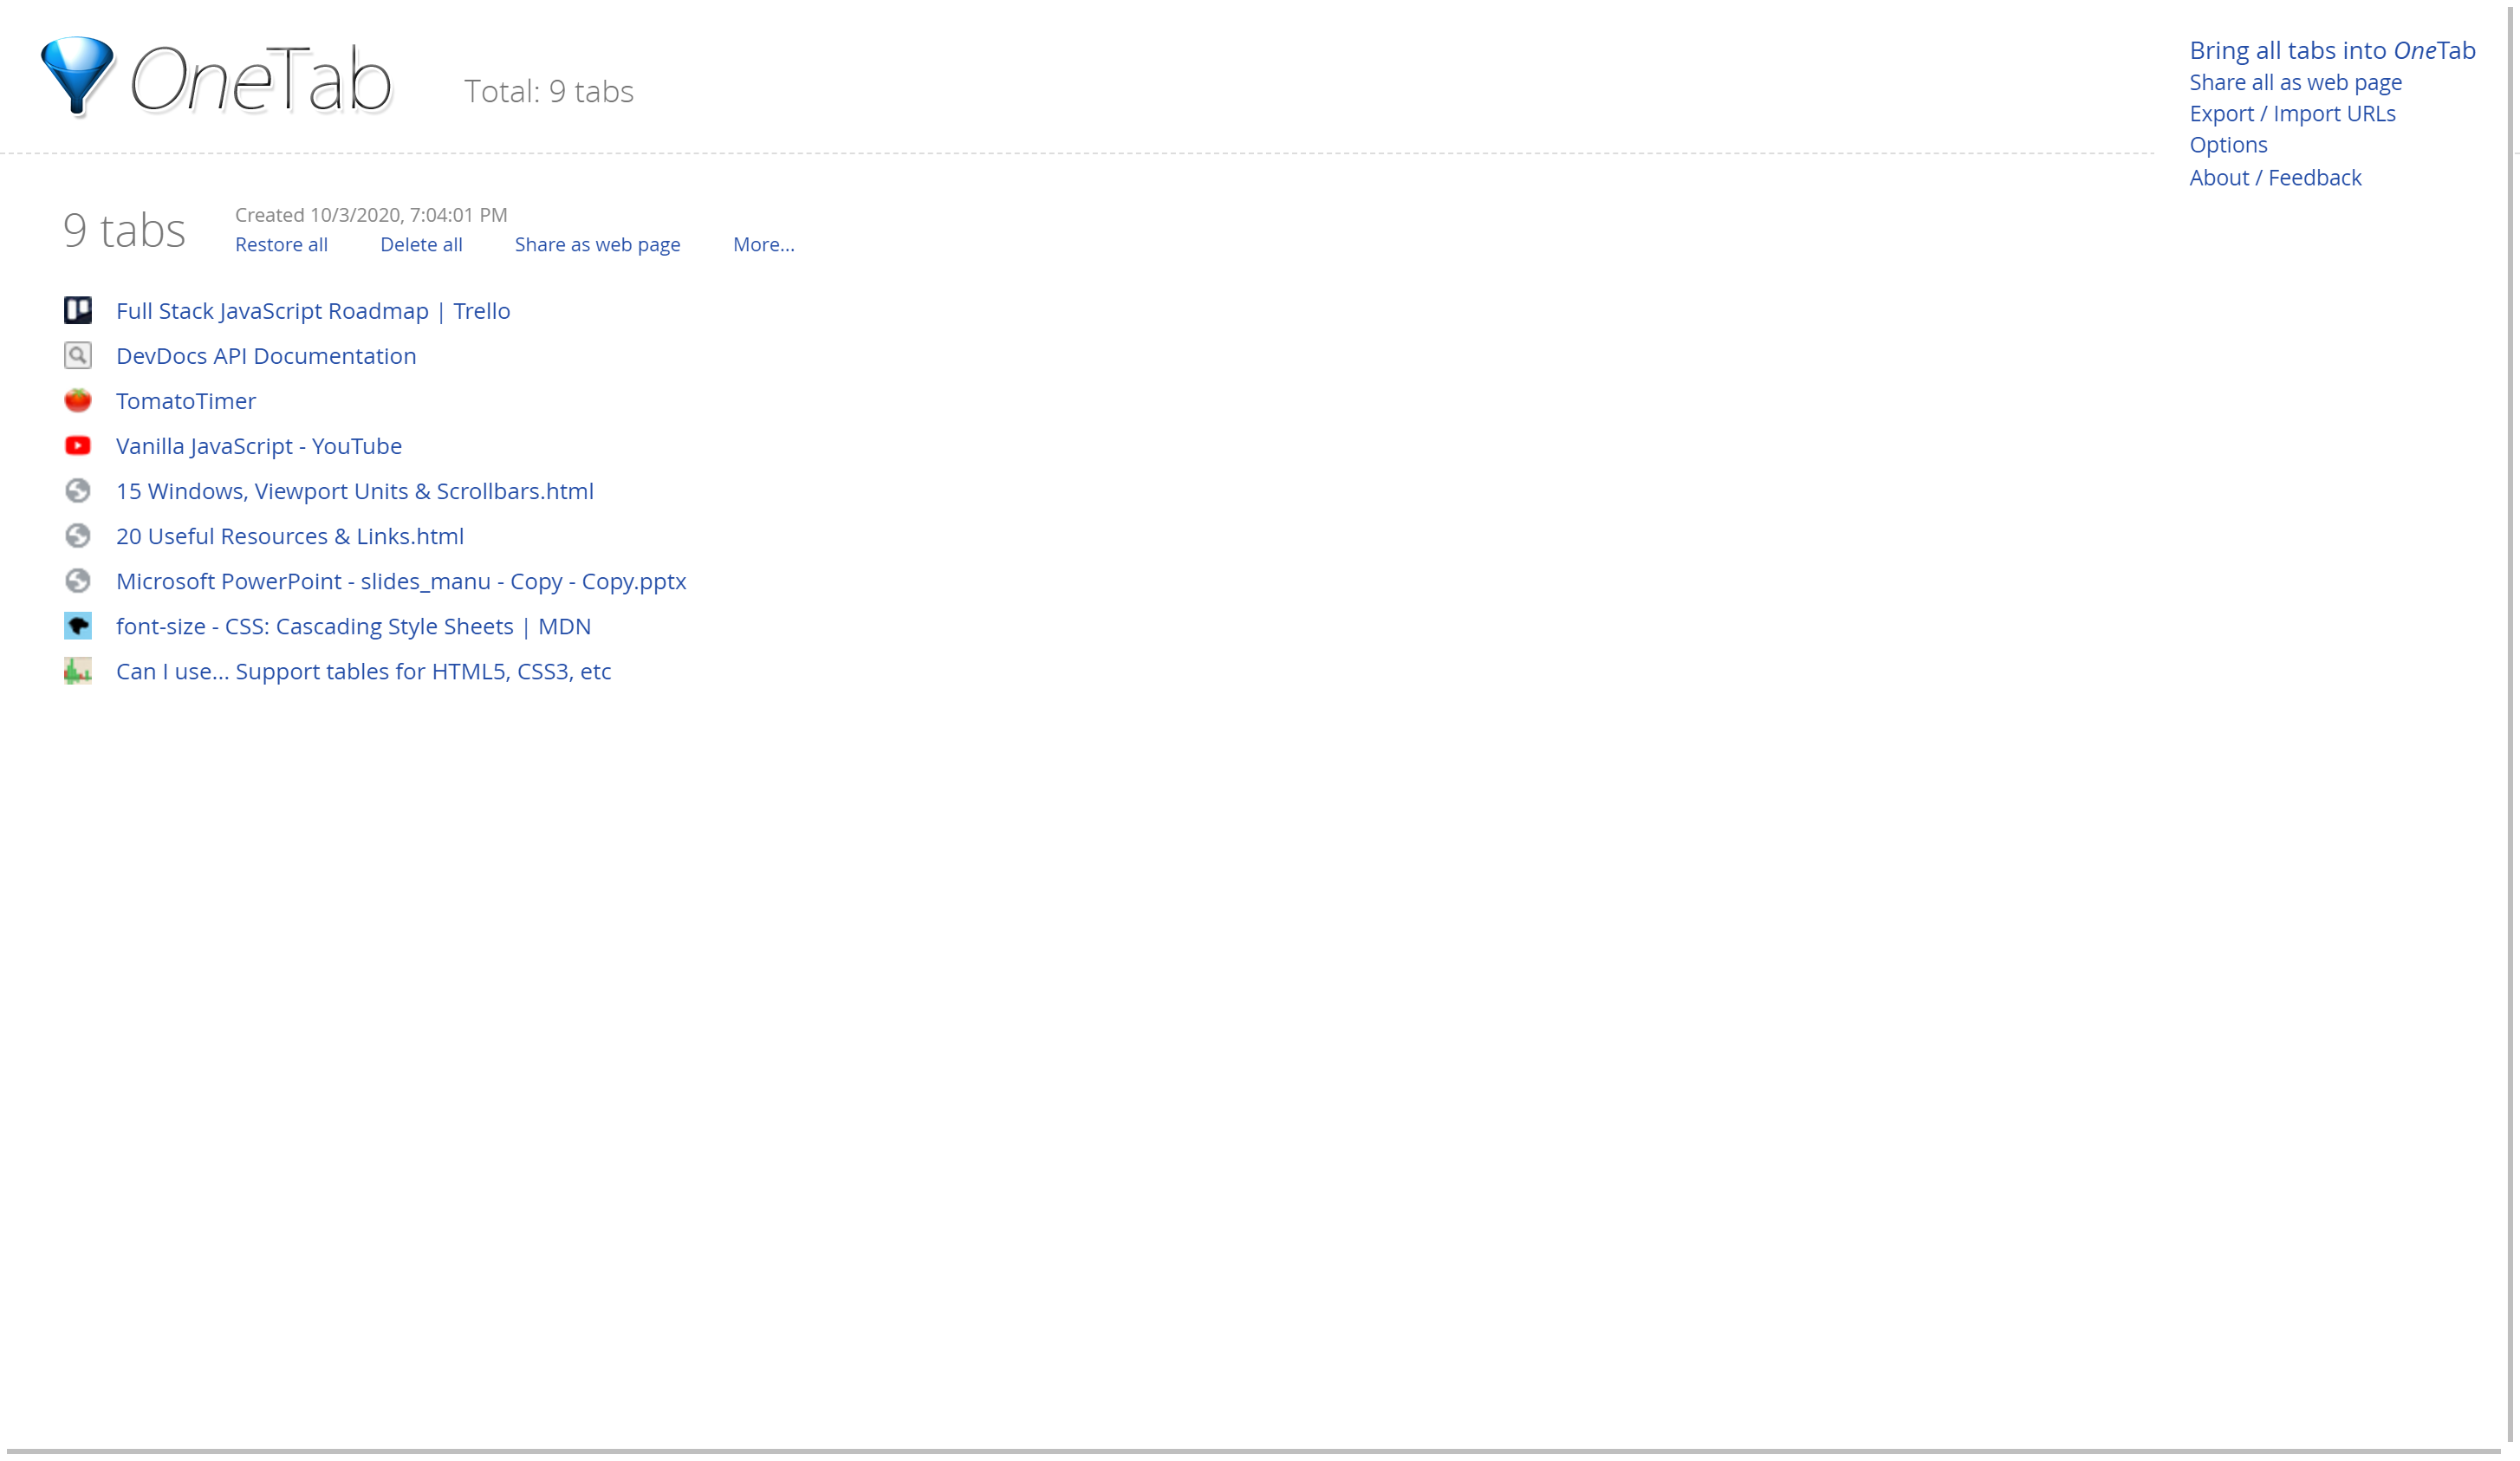 OneTab
Total: 9 tabs
Bring all tabs into OneTab
Share all as web page
Export / Import URLs
Options
About / Feedback
9 tabs
Created 10/3/2020, 7:04:01 PM
Restore all Delete all Share as web page More...
Full Stack JavaScript Roadmap | Trello
DevDocs API Documentation
TomatoTimer
Vanilla JavaScript - YouTube
15 Windows, Viewport Units & Scrollbars.html
20 Useful Resources & Links.html
Microsoft PowerPoint - slides_manu - Copy - Copy.pptx
font-size - CSS: Cascading Style Sheets | MDN
Can I use... Support tables for HTML5, CSS3, etc